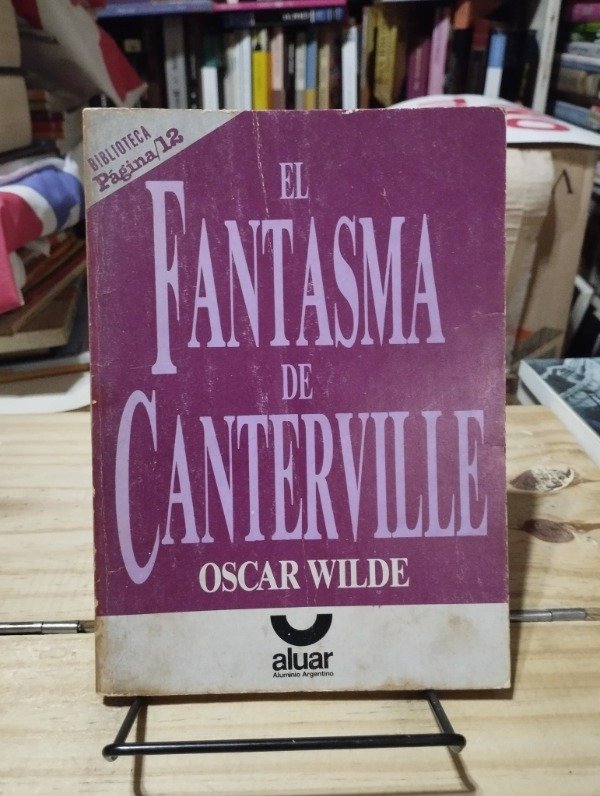 BIBLIOTECA
Página/12
EL
FANTASMA
DE
CANTERVILLE
OSCAR WILDE
aluar
Aluminio Argentino